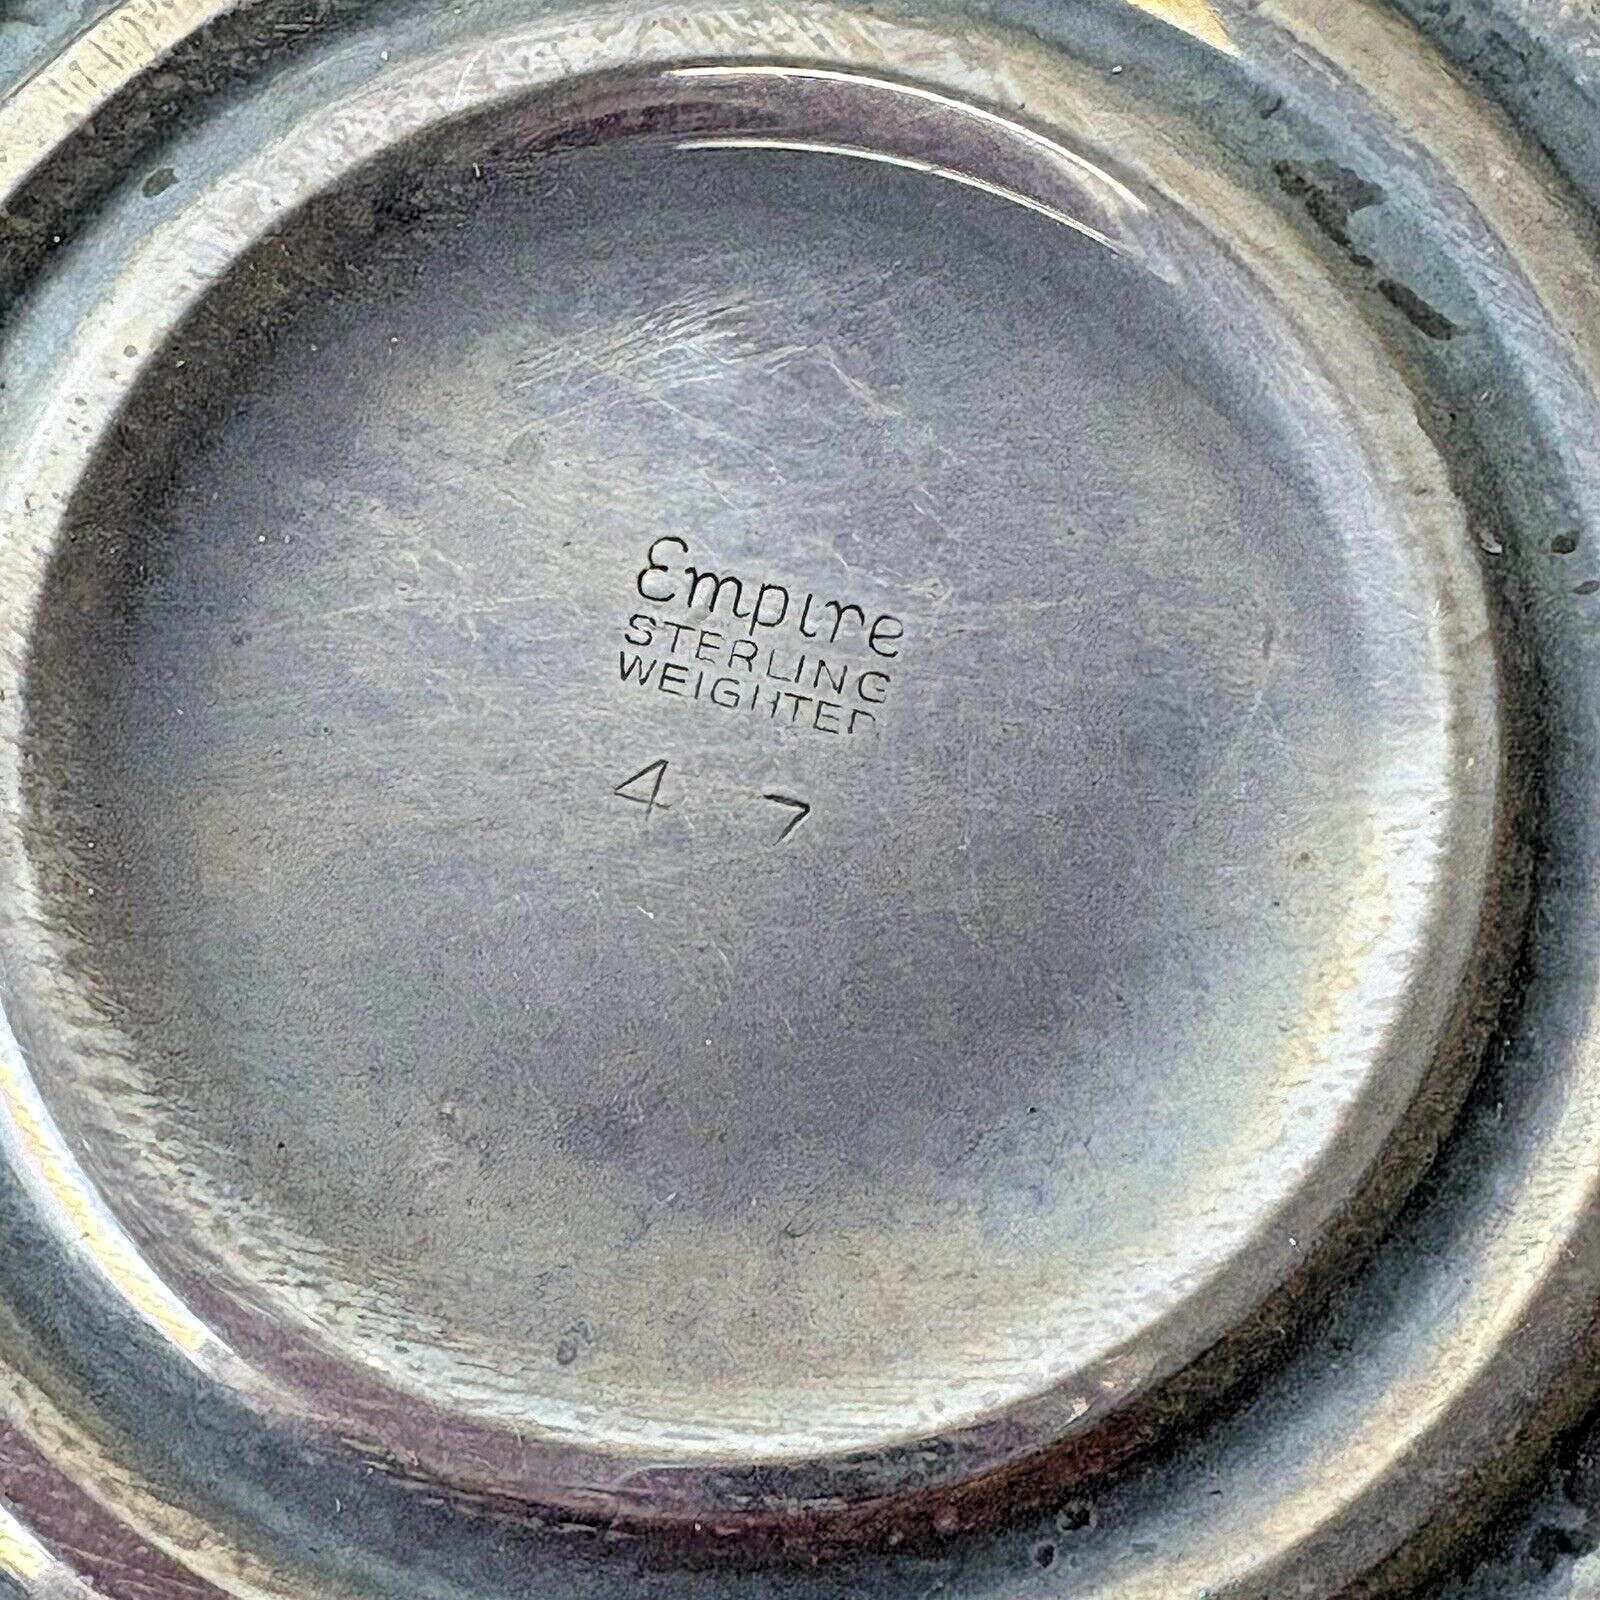 Empire
STERLING
WEIGHTED
4 7